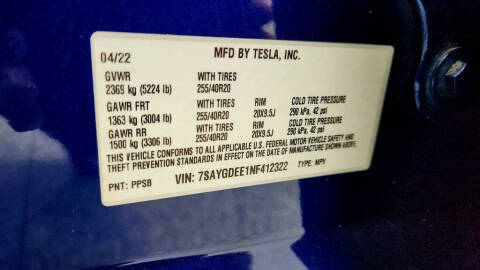 04/22 MFD BY TESLA, INC.
GVWR WITH TIRES
2369 kg (5224 lb) 255/40R20
GAWR FRT WITH TIRES RIM COLD TIRE PRESSURE
1363 kg (3004 lb) 255/40R20 20X9.5J 290 kPa, 42 psi
GAWR RR WITH TIRES RIM COLD TIRE PRESSURE
1500 kg (3306 lb) 255/40R20 20X9.5J 290 kPa, 42 psi
THIS VEHICLE CONFORMS TO ALL APPLICABLE U.S. FEDERAL MOTOR VEHICLE SAFETY AND
THEFT PREVENTION STANDARDS IN EFFECT ON THE DATE OF MANUFACTURE SHOWN
ABOVE.
PNT: PPSB VIN: 7SAYGDEE1NF412322 TYPE: MPV